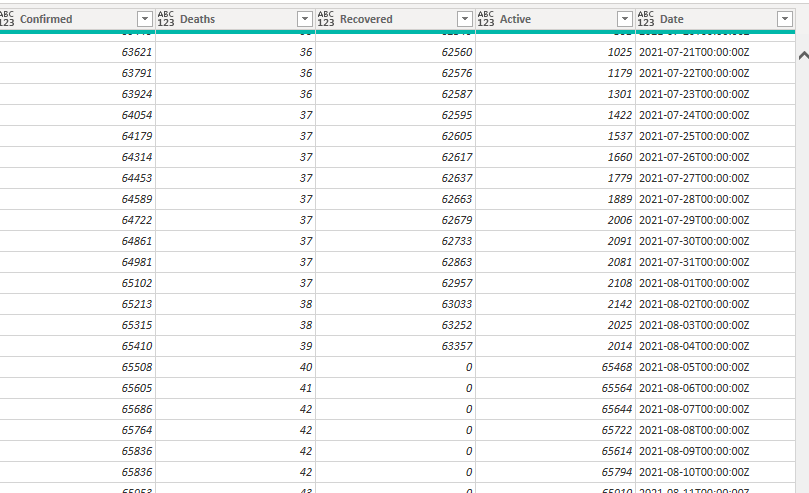 ABC 123 Confirmed ABC 123 Deaths ABC 123 Recovered ABC 123 Active ABC 123 Date
63621 36 62560 1025 2021-07-21T00:00:00Z
63791 36 62576 1179 2021-07-22T00:00:00Z
63924 36 62587 1301 2021-07-23T00:00:00Z
64054 37 62595 1422 2021-07-24T00:00:00Z
64179 37 62605 1537 2021-07-25T00:00:00Z
64314 37 62617 1660 2021-07-26T00:00:00Z
64453 37 62637 1779 2021-07-27T00:00:00Z
64589 37 62663 1889 2021-07-28T00:00:00Z
64722 37 62679 2006 2021-07-29T00:00:00Z
64861 37 62733 2091 2021-07-30T00:00:00Z
64981 37 62863 2081 2021-07-31T00:00:00Z
65102 37 62957 2108 2021-08-01T00:00:00Z
65213 38 63033 2142 2021-08-02T00:00:00Z
65315 38 63252 2025 2021-08-03T00:00:00Z
65410 39 63357 2014 2021-08-04T00:00:00Z
65508 40 0 65468 2021-08-05T00:00:00Z
65605 41 0 65564 2021-08-06T00:00:00Z
65686 42 0 65644 2021-08-07T00:00:00Z
65764 42 0 65722 2021-08-08T00:00:00Z
65836 42 0 65614 2021-08-09T00:00:00Z
65836 42 0 65794 2021-08-10T00:00:00Z